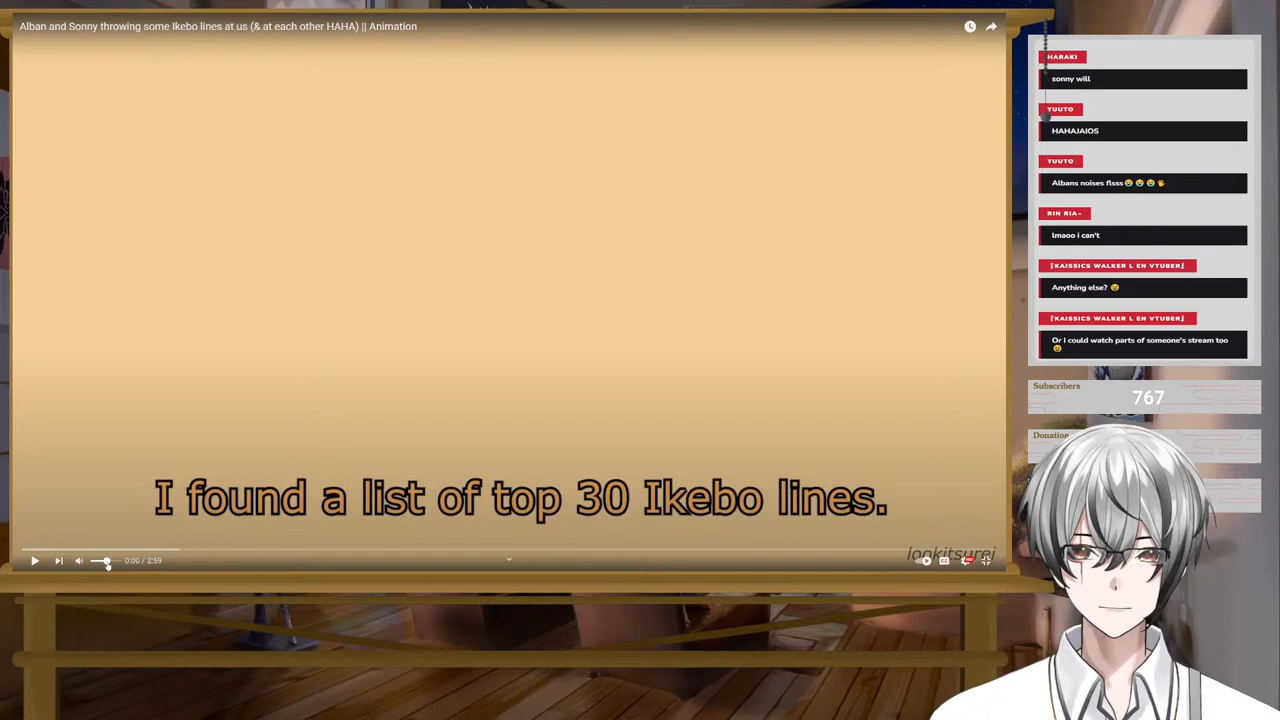 Alban and Sonny throwing some Ikebo lines at us (& at each other HAHA) || Animation
I found a list of top 30 Ikebo lines.
lookitsurei
0:00 / 2:59
HARAKI
sonny will
YUUTO
HAHAJAIOS
YUUTO
Albans noises flsss😭😭😭🖐
RIN RIA~
lmaoo i can't
[KAISSICS WALKER L EN VTUBER]
Anything else? 😆
[KAISSICS WALKER L EN VTUBER]
Or I could watch parts of someone's stream too
😆
Subscribers
767
Donation